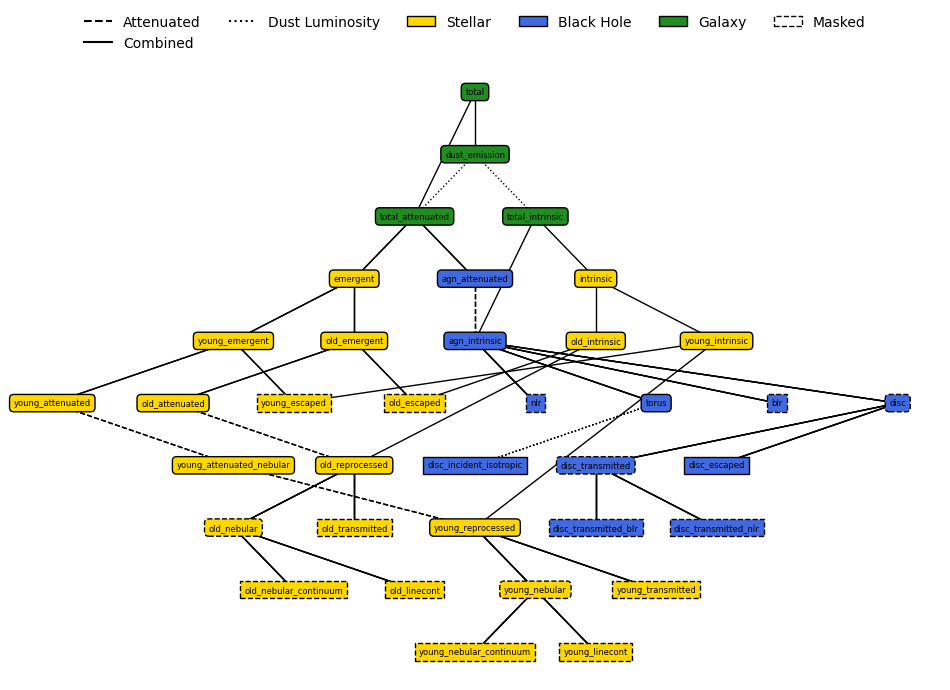 Attenuated
Dust Luminosity
Stellar
Black Hole
Galaxy
Masked
Combined
total
dust_emission
total_attenuated
total_intrinsic
emergent
agn_attenuated
intrinsic
young_emergent
old_emergent
agn_intrinsic
old_intrinsic
young_intrinsic
young_attenuated
old_attenuated
young_escaped
old_escaped
nlr
torus
blr
disc
young_attenuated_nebular
old_reprocessed
disc_incident_isotropic
disc_transmitted
disc_escaped
old_nebular
old_transmitted
young_reprocessed
disc_transmitted_blr
disc_transmitted_nlr
old_nebular_continuum
old_linecont
young_nebular
young_transmitted
young_nebular_continuum
young_linecont